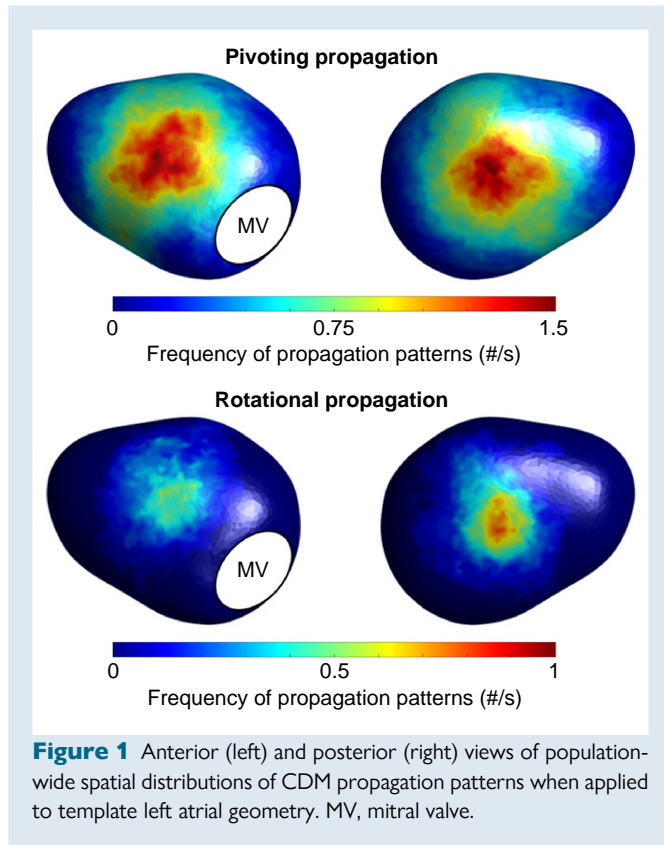 Pivoting propagation
MV
0 0.75 1.5
Frequency of propagation patterns (#/s)
Rotational propagation
MV
0 0.5 1
Frequency of propagation patterns (#/s)
Figure 1 Anterior (left) and posterior (right) views of population-
wide spatial distributions of CDM propagation patterns when applied
to template left atrial geometry. MV, mitral valve.